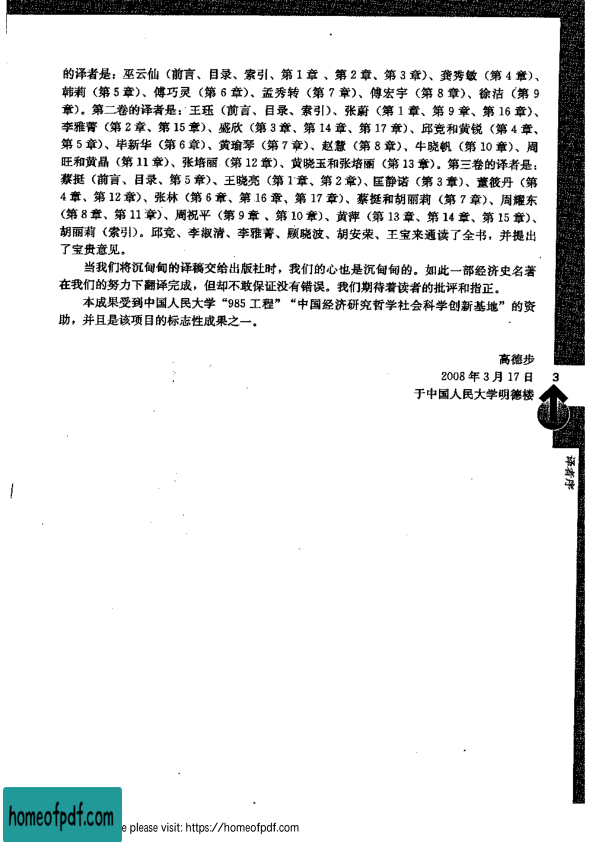 的译者是：巫云仙（前言、目录、索引、第1章、第2章、第3章）、龚秀敏（第4章）、
韩莉（第5章）、傅巧灵（第6章）、孟秀转（第7章）、傅宏宇（第8章）、徐洁（第9
章）。第二卷的译者是：王珏（前言、目录、索引）、张蔚（第1章、第9章、第16章）、
李雅菁（第2章、第15章）、盛欣（第3章、第14章、第17章）、邱竞和黄锐（第4章、
第5章）、毕新华（第6章）、黄瑜琴（第7章）、赵慧（第8章）、牛晓帆（第10章）、周
旺和黄晶（第11章）、张培丽（第12章）、黄晓玉和张培丽（第13章）。第三卷的译者是：
蔡挺（前言、目录、第5章）、王晓亮（第1章、第2章）、匡静诺（第3章）、董筱丹（第
4章、第12章）、张林（第6章、第16章、第17章）、蔡挺和胡丽莉（第7章）、周耀东
（第8章、第11章）、周祝平（第9章、第10章）、黄萍（第13章、第14章、第15章）、
胡丽莉（索引）。邱竞、李淑清、李雅菁、顾晓波、胡安荣、王宝来通读了全书，并提出
了宝贵意见。
当我们将沉甸甸的译稿交给出版社时，我们的心也是沉甸甸的。如此一部经济史名著
在我们的努力下翻译完成，但却不敢保证没有错误。我们期待着读者的批评和指正。
本成果受到中国人民大学“985工程”“中国经济研究哲学社会科学创新基地”的资
助，并且是该项目的标志性成果之一。
高德步
2008年3月17日
于中国人民大学明德楼
3
译者序
homeofpdf.com
e please visit: https://homeofpdf.com